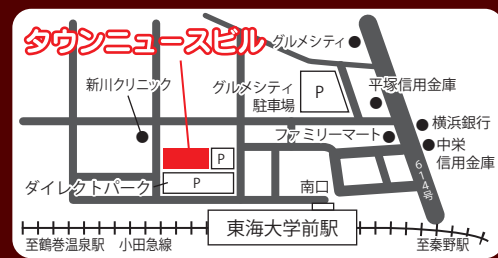 タウンニュースビル
グルメシティ
新川クリニック
グルメシティ
駐車場
P
平塚信用金庫
横浜銀行
ファミリーマート
中栄
信用金庫
614号
P
ダイレクトパーク
P
南口
東海大学前駅
至鶴巻温泉駅
小田急線
至秦野駅